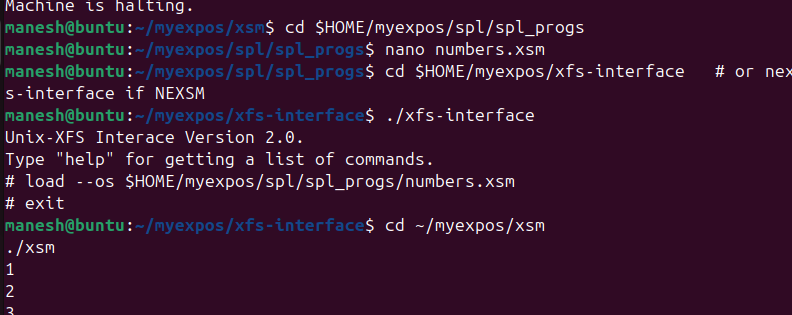 Machine is halting.
manesh@buntu:~/myexpos/xsm$ cd $HOME/myexpos/spl/spl_progs
manesh@buntu:~/myexpos/spl/spl_progs$ nano numbers.xsm
manesh@buntu:~/myexpos/spl/spl_progs$ cd $HOME/myexpos/xfs-interface   # or nex
s-interface if NEXSM
manesh@buntu:~/myexpos/xfs-interface$ ./xfs-interface
Unix-XFS Interace Version 2.0.
Type "help" for getting a list of commands.
# load --os $HOME/myexpos/spl/spl_progs/numbers.xsm
# exit
manesh@buntu:~/myexpos/xfs-interface$ cd ~/myexpos/xsm
./xsm
1
2
3